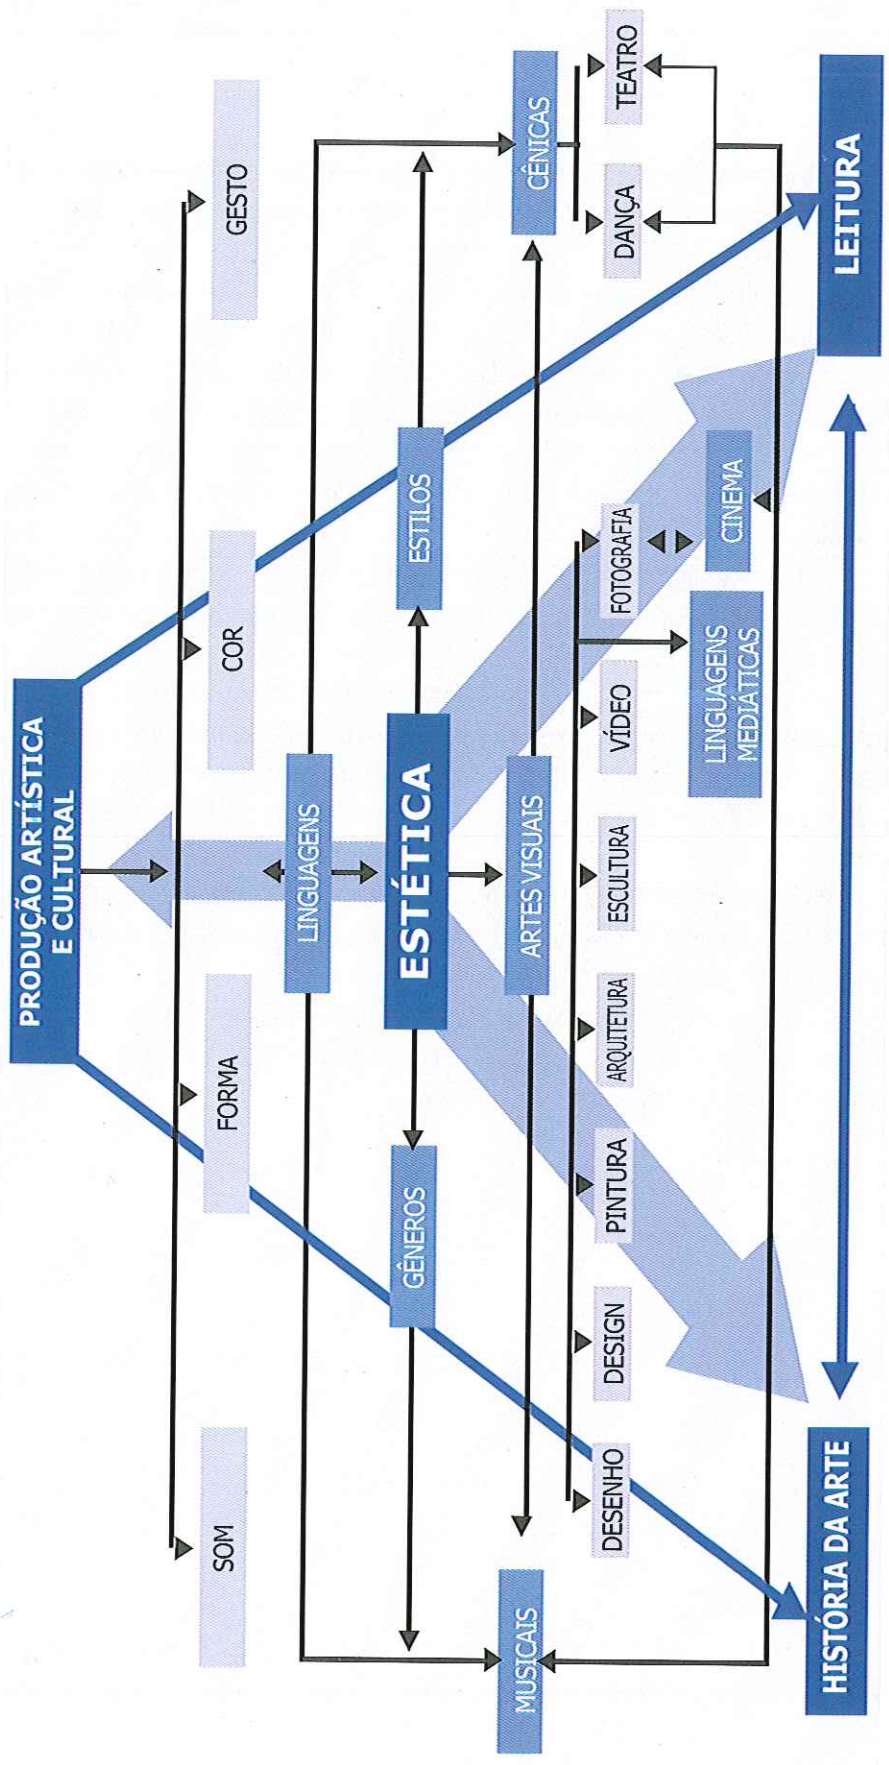 PRODUÇÃO ARTÍSTICA
E CULTURAL
SOM
FORMA
COR
GESTO
LINGUAGENS
GÊNEROS
ESTÉTICA
ESTILOS
MUSICAIS
ARTES VISUAIS
CÊNICAS
DESENHO
DESIGN
PINTURA
ARQUITETURA
ESCULTURA
VÍDEO
FOTOGRAFIA
DANÇA
TEATRO
LINGUAGENS
MEDIÁTICAS
CINEMA
HISTÓRIA DA ARTE
LEITURA